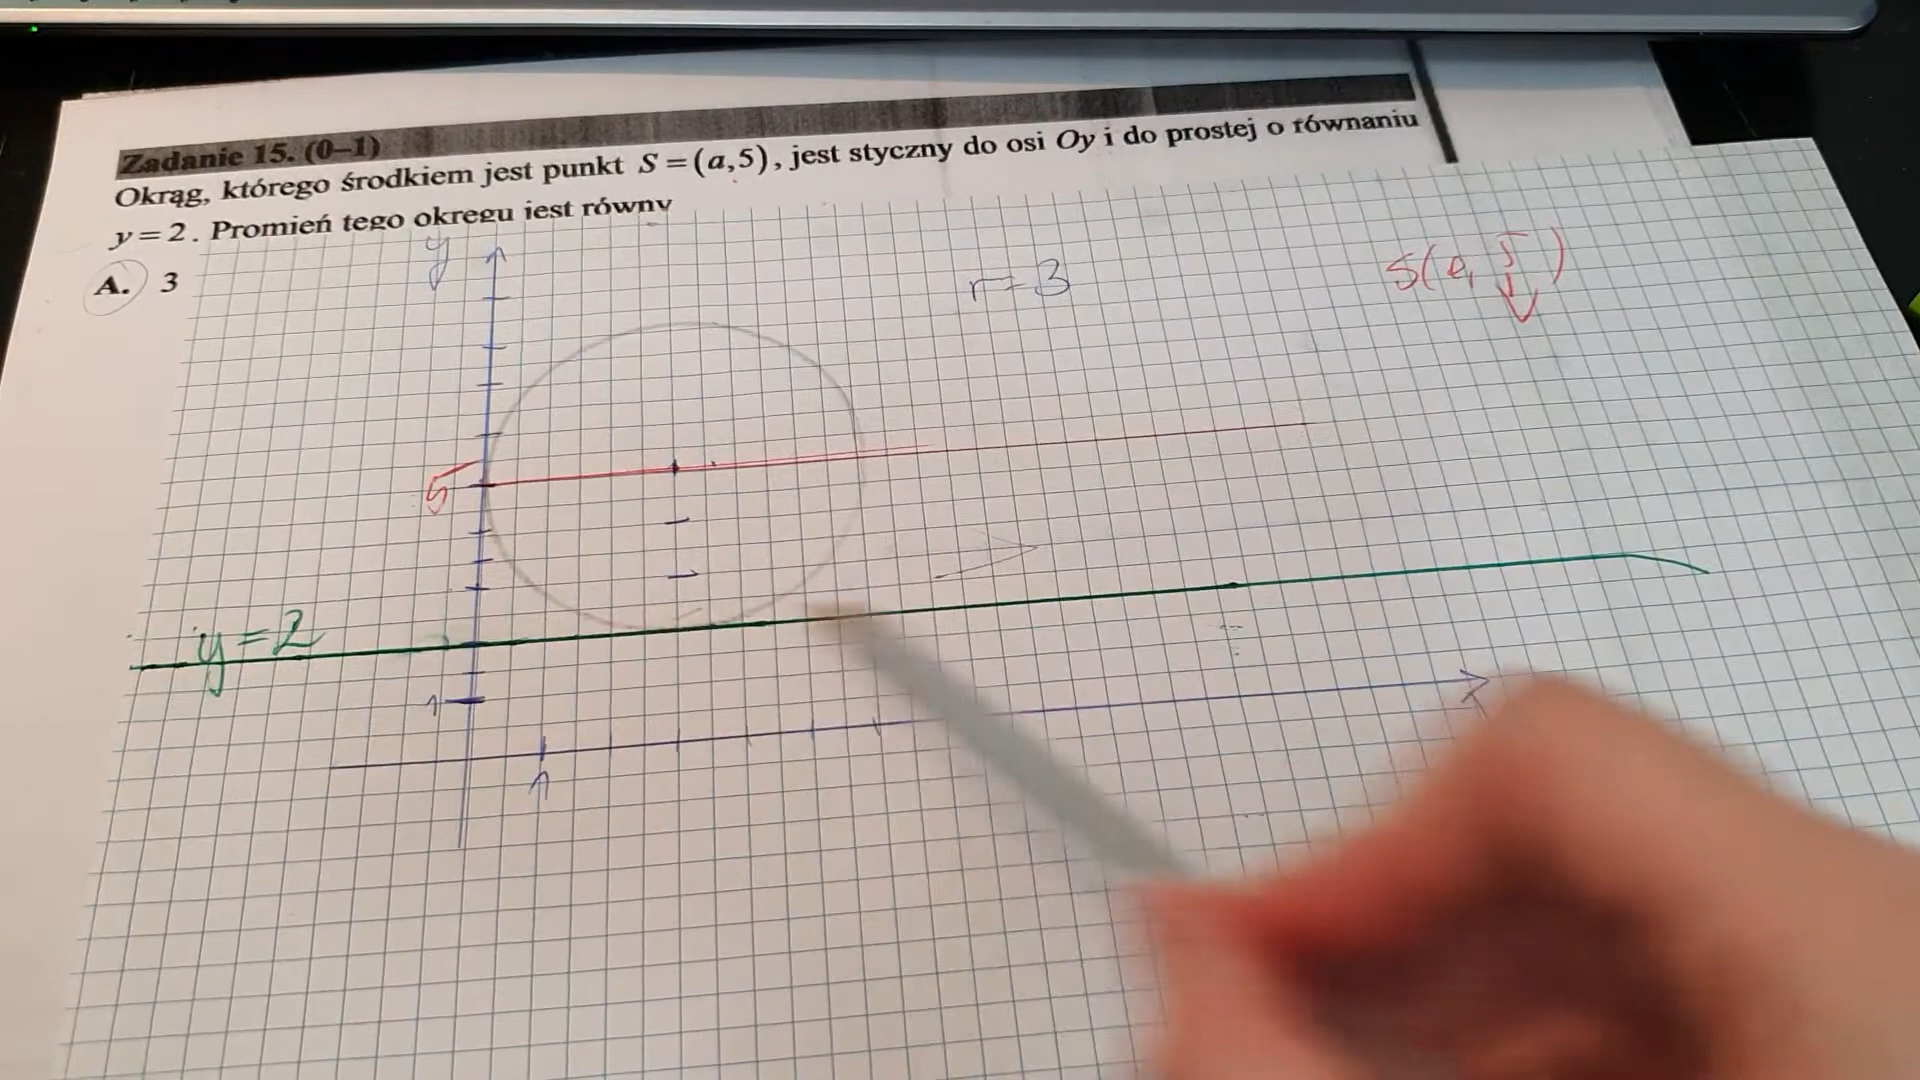 Zadanie 15. (0–1)
Okrąg, którego środkiem jest punkt S = (a,5), jest styczny do osi Oy i do prostej o równaniu
y = 2. Promień tego okręgu jest równy
A. 3
y
r = 3
S(a, 5)
5
y = 2
1
1
x